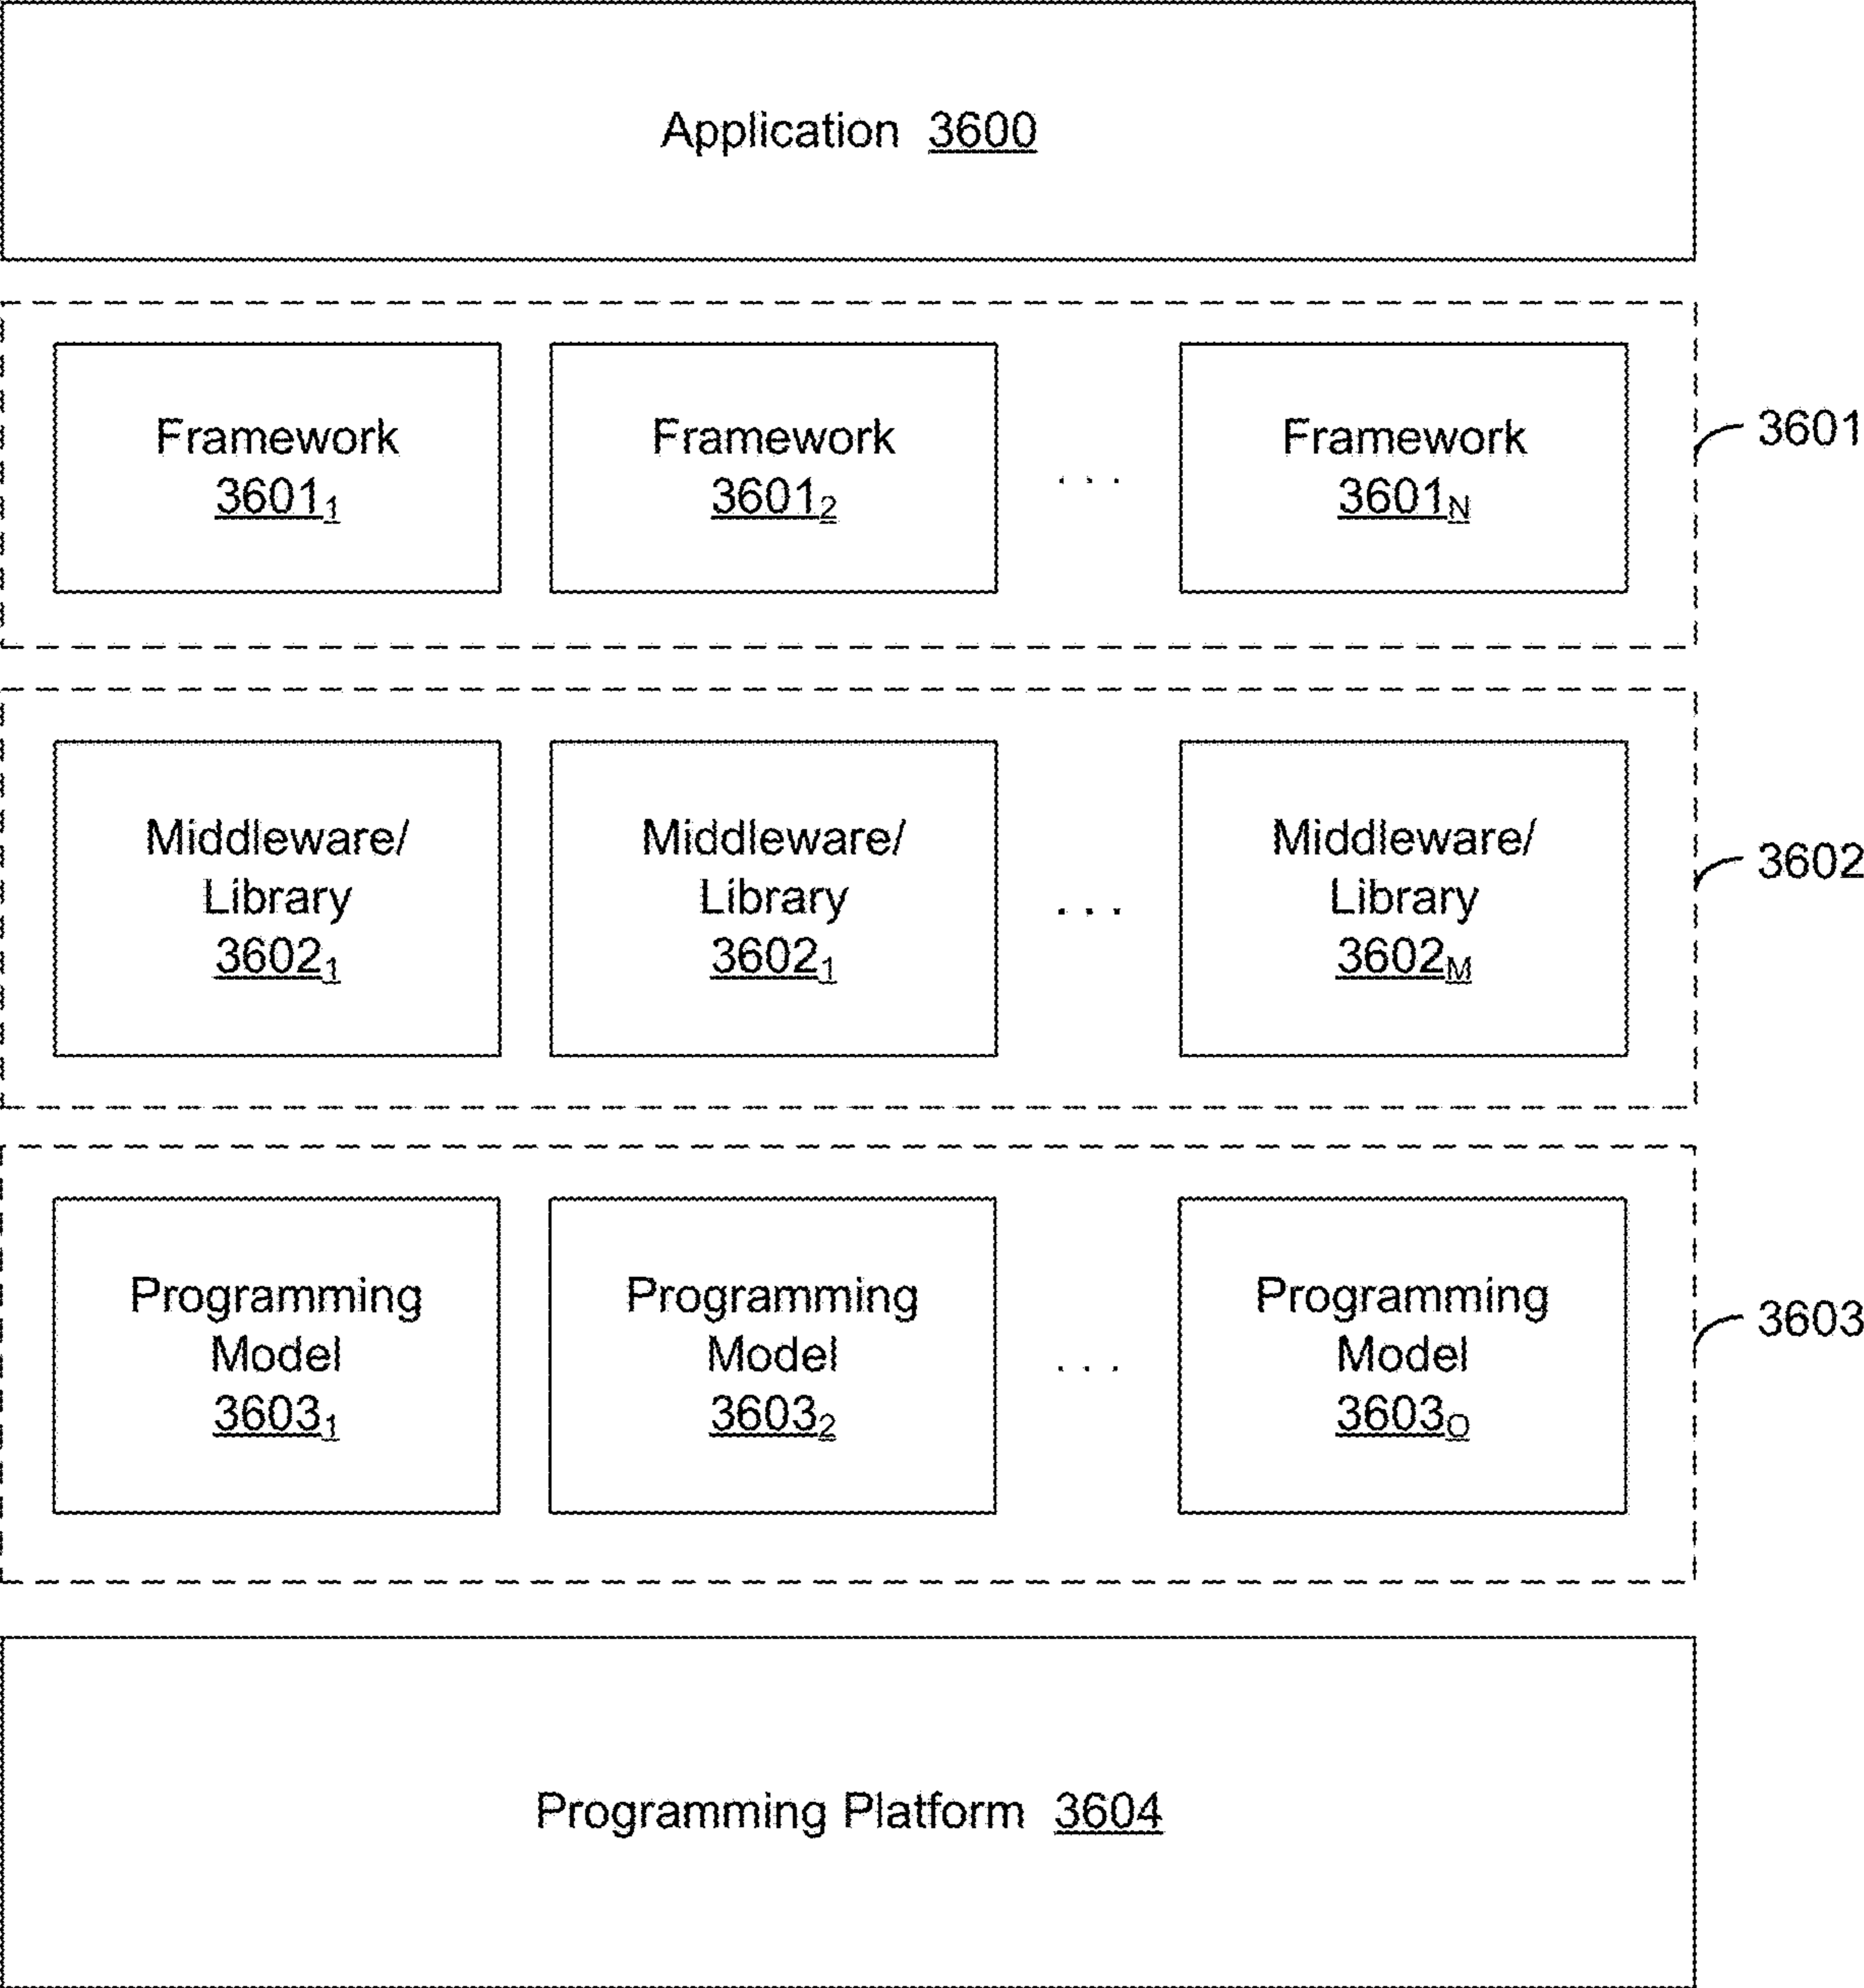 Application 3600
Framework
3601₁
Framework
3601₂
. . .
Framework
3601N
3601
Middleware/
Library
3602₁
Middleware/
Library
3602₁
. . .
Middleware/
Library
3602M
3602
Programming
Model
3603₁
Programming
Model
3603₂
. . .
Programming
Model
3603O
3603
Programming Platform 3604